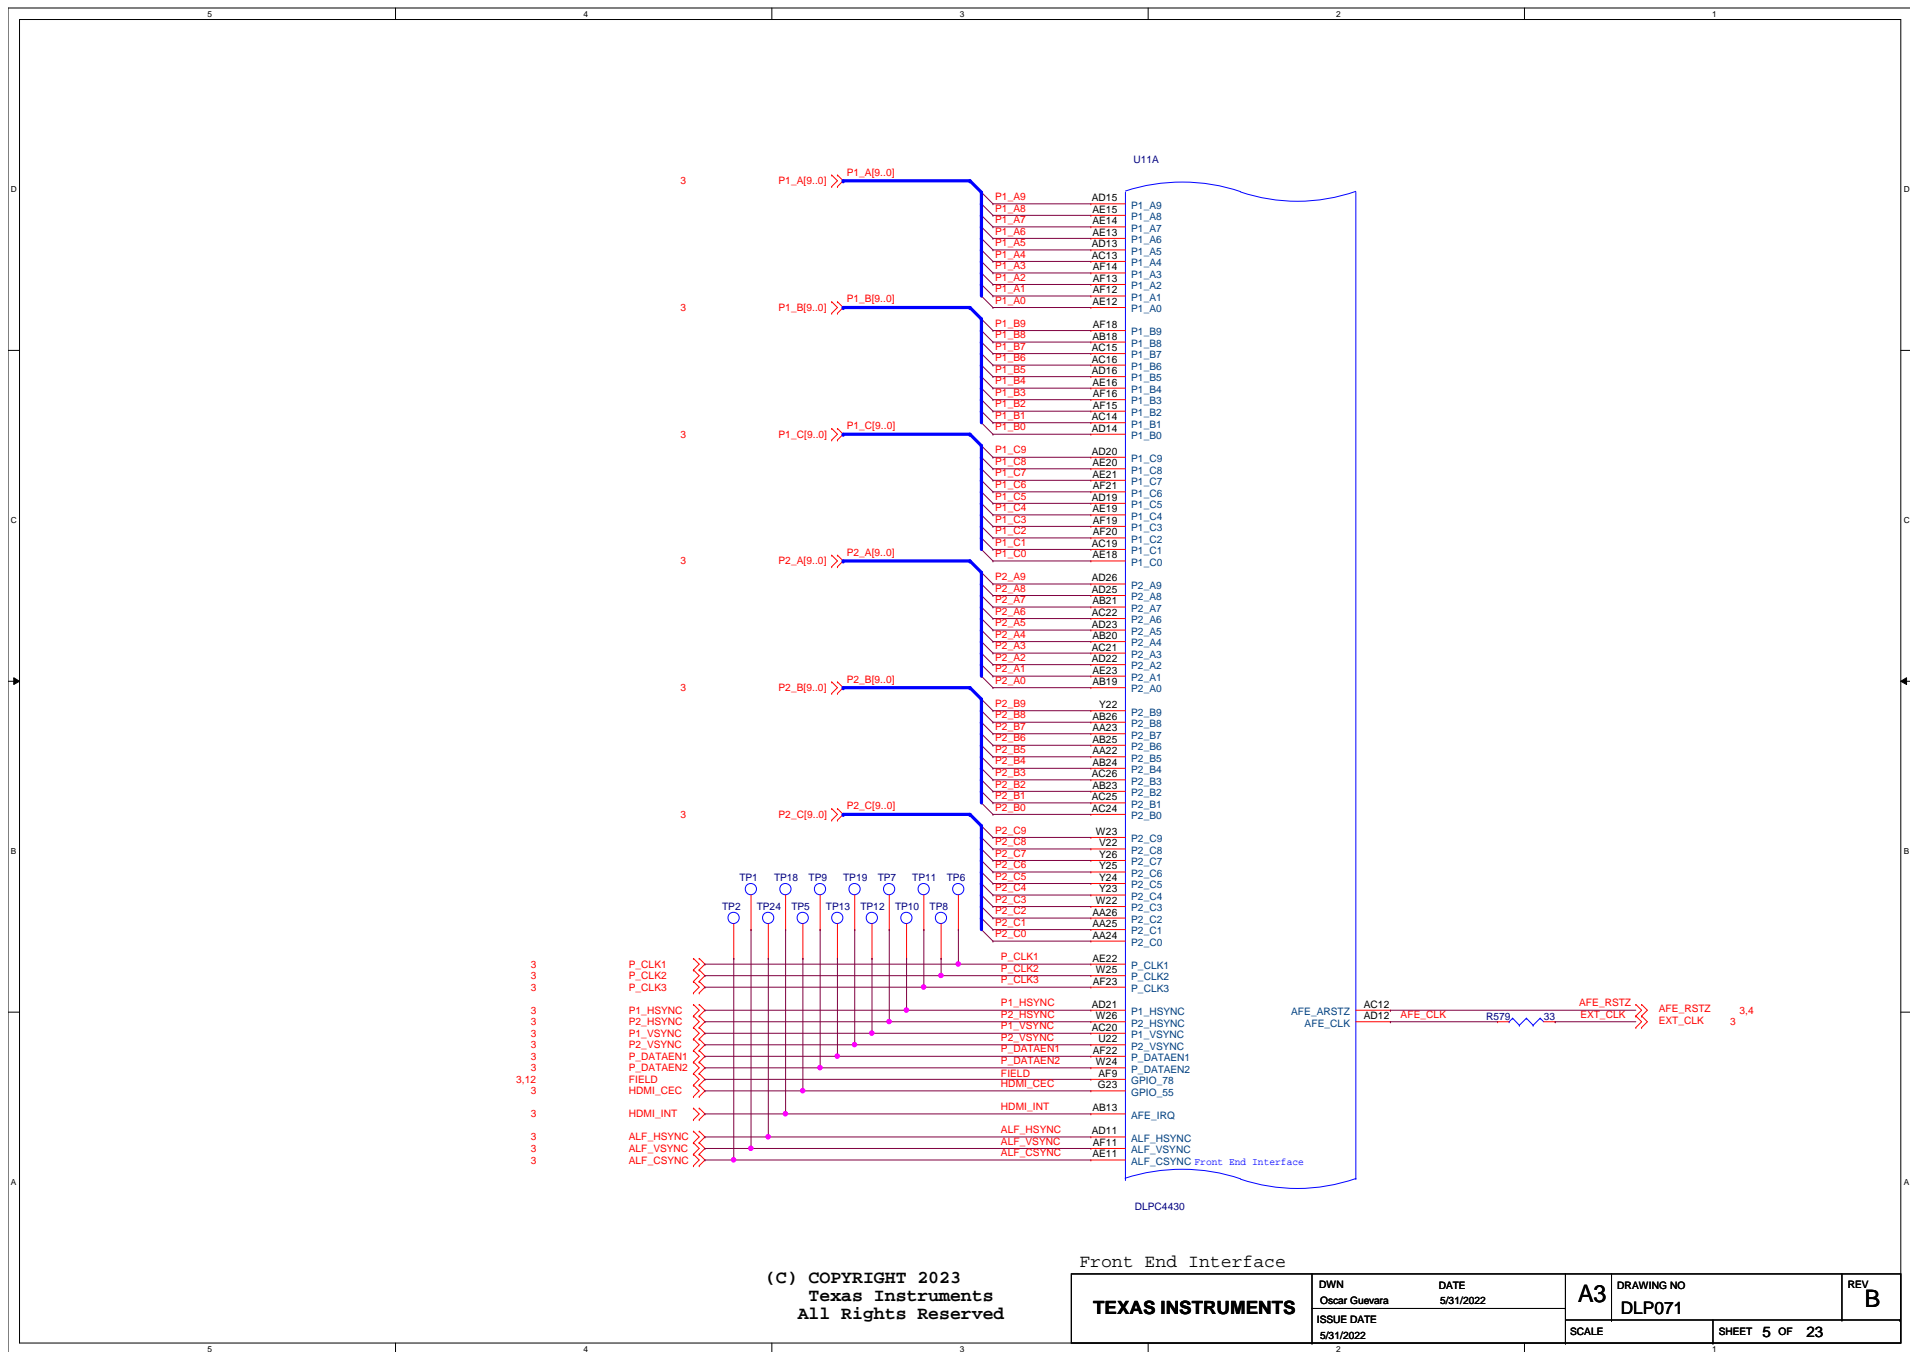 5 4 3 2 1
U11A
3 P1_A[9..0] P1_A[9..0]
D D
P1_A9 AD15 P1_A9
P1_A8 AE15 P1_A8
P1_A7 AE14 P1_A7
P1_A6 AE13 P1_A6
P1_A5 AD13 P1_A5
P1_A4 AC13 P1_A4
P1_A3 AF14 P1_A3
P1_A2 AF13 P1_A2
P1_A1 AF12 P1_A1
P1_A0 AE12 P1_A0
3 P1_B[9..0] P1_B[9..0]
P1_B9 AF18 P1_B9
P1_B8 AB18 P1_B8
P1_B7 AC15 P1_B7
P1_B6 AC16 P1_B6
P1_B5 AD16 P1_B5
P1_B4 AE16 P1_B4
P1_B3 AF16 P1_B3
P1_B2 AF15 P1_B2
P1_B1 AC14 P1_B1
P1_B0 AD14 P1_B0
3 P1_C[9..0] P1_C[9..0]
P1_C9 AD20 P1_C9
P1_C8 AE20 P1_C8
P1_C7 AE21 P1_C7
P1_C6 AF21 P1_C6
P1_C5 AD19 P1_C5
P1_C4 AE19 P1_C4
C C
P1_C3 AF19 P1_C3
P1_C2 AF20 P1_C2
P1_C1 AC19 P1_C1
P1_C0 AE18 P1_C0
3 P2_A[9..0] P2_A[9..0]
P2_A9 AD26 P2_A9
P2_A8 AD25 P2_A8
P2_A7 AB21 P2_A7
P2_A6 AC22 P2_A6
P2_A5 AD23 P2_A5
P2_A4 AB20 P2_A4
P2_A3 AC21 P2_A3
P2_A2 AD22 P2_A2
P2_A1 AE23 P2_A1
P2_A0 AB19 P2_A0
3 P2_B[9..0] P2_B[9..0]
P2_B9 Y22 P2_B9
P2_B8 AB26 P2_B8
P2_B7 AA23 P2_B7
P2_B6 AB25 P2_B6
P2_B5 AA22 P2_B5
P2_B4 AB24 P2_B4
P2_B3 AC26 P2_B3
P2_B2 AB23 P2_B2
P2_B1 AC25 P2_B1
P2_B0 AC24 P2_B0
3 P2_C[9..0] P2_C[9..0]
P2_C9 W23 P2_C9
P2_C8 V22 P2_C8
B B
P2_C7 Y26 P2_C7
P2_C6 Y25 P2_C6
P2_C5 Y24 P2_C5
P2_C4 Y23 P2_C4
P2_C3 W22 P2_C3
P2_C2 AA26 P2_C2
P2_C1 AA25 P2_C1
P2_C0 AA24 P2_C0
TP1 TP18 TP9 TP19 TP7 TP11 TP6
TP2 TP24 TP5 TP13 TP12 TP10 TP8
3 P_CLK1 P_CLK1 AE22 P_CLK1
3 P_CLK2 P_CLK2 W25 P_CLK2
3 P_CLK3 P_CLK3 AF23 P_CLK3
3 P1_HSYNC P1_HSYNC AD21 P1_HSYNC AFE_ARSTZ AC12 AFE_RSTZ AFE_RSTZ 3,4
3 P2_HSYNC P2_HSYNC W26 P2_HSYNC AFE_CLK AD12 AFE_CLK R579 33 EXT_CLK EXT_CLK 3
3 P1_VSYNC P1_VSYNC AC20 P1_VSYNC
3 P2_VSYNC P2_VSYNC U22 P2_VSYNC
3 P_DATAEN1 P_DATAEN1 AF22 P_DATAEN1
3 P_DATAEN2 P_DATAEN2 W24 P_DATAEN2
3,12 FIELD FIELD AF9 GPIO_78
3 HDMI_CEC HDMI_CEC G23 GPIO_55
3 HDMI_INT HDMI_INT AB13 AFE_IRQ
3 ALF_HSYNC ALF_HSYNC AD11 ALF_HSYNC
3 ALF_VSYNC ALF_VSYNC AF11 ALF_VSYNC
3 ALF_CSYNC ALF_CSYNC AE11 ALF_CSYNC Front End Interface
A A
DLPC4430
Front End Interface
(C) COPYRIGHT 2023
Texas Instruments
All Rights Reserved
TEXAS INSTRUMENTS
DWN DATE
Oscar Guevara 5/31/2022
ISSUE DATE
5/31/2022
A3 DRAWING NO
DLP071
REV
B
SCALE SHEET 5 OF 23
5 4 3 2 1